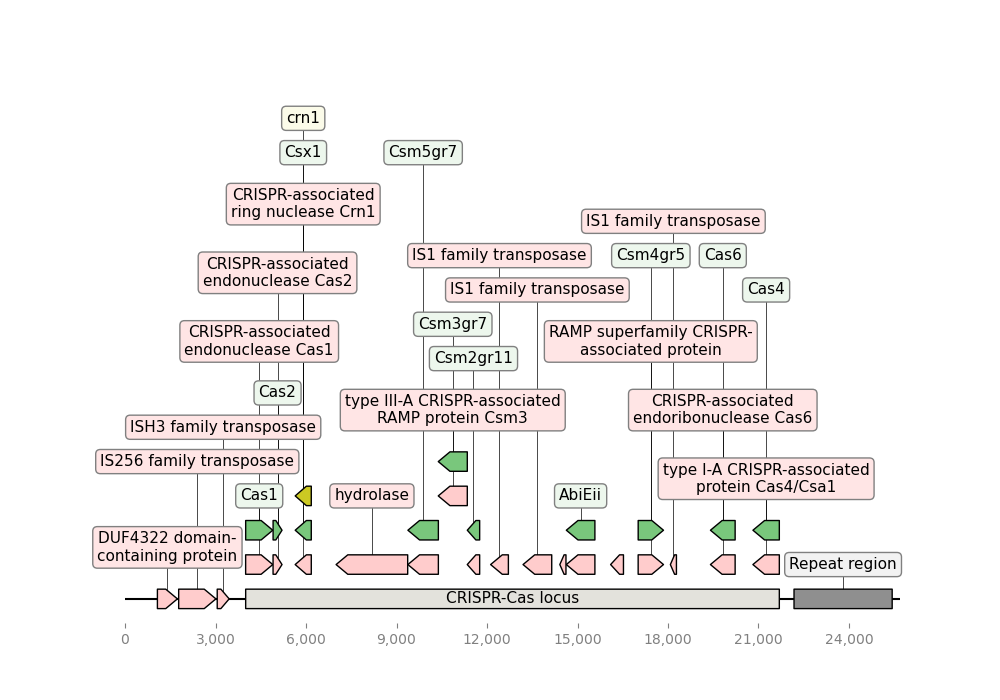 crn1
Csx1
Csm5gr7
CRISPR-associated
ring nuclease Crn1
IS1 family transposase
CRISPR-associated
endonuclease Cas2
IS1 family transposase
Csm4gr5
Cas6
IS1 family transposase
Cas4
Csm3gr7
CRISPR-associated
endonuclease Cas1
RAMP superfamily CRISPR-
associated protein
Csm2gr11
Cas2
type III-A CRISPR-associated
RAMP protein Csm3
CRISPR-associated
endoribonuclease Cas6
ISH3 family transposase
IS256 family transposase
type I-A CRISPR-associated
protein Cas4/Csa1
Cas1
hydrolase
AbiEii
DUF4322 domain-
containing protein
Repeat region
CRISPR-Cas locus
0 3,000 6,000 9,000 12,000 15,000 18,000 21,000 24,000